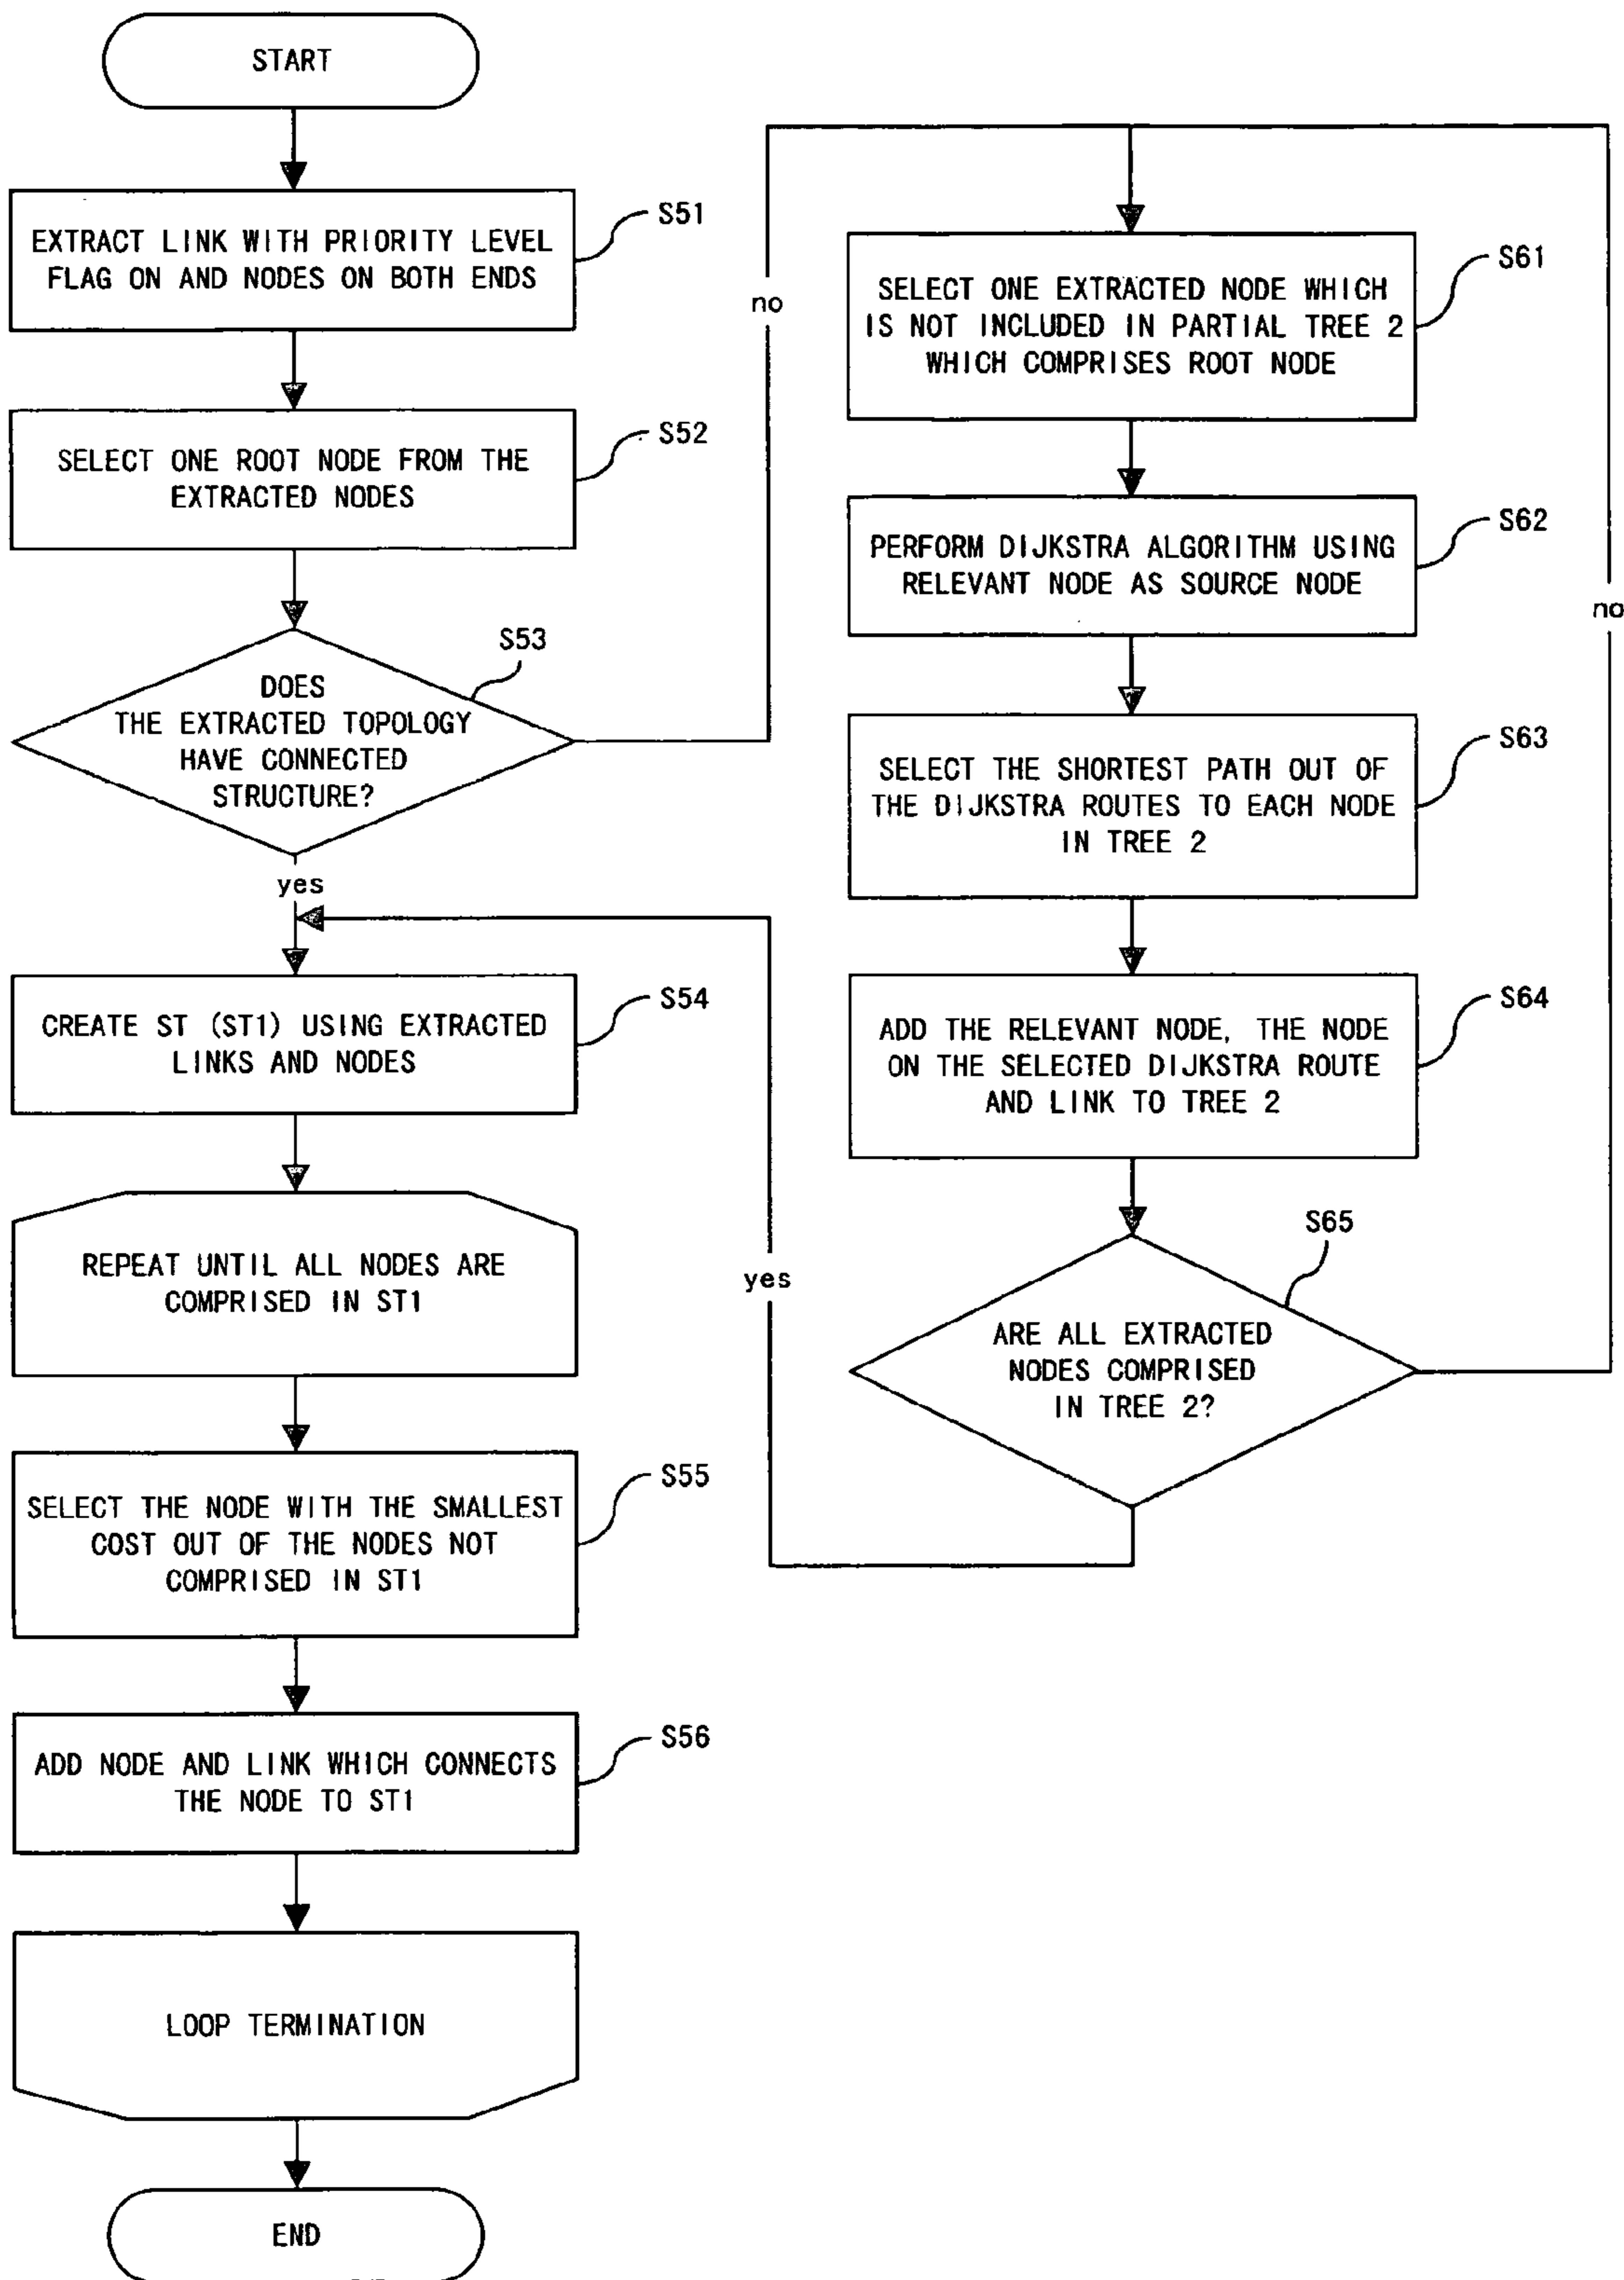 START
EXTRACT LINK WITH PRIORITY LEVEL
FLAG ON AND NODES ON BOTH ENDS
S51
SELECT ONE ROOT NODE FROM THE
EXTRACTED NODES
S52
DOES
THE EXTRACTED TOPOLOGY
HAVE CONNECTED
STRUCTURE?
S53
no
yes
CREATE ST (ST1) USING EXTRACTED
LINKS AND NODES
S54
REPEAT UNTIL ALL NODES ARE
COMPRISED IN ST1
SELECT THE NODE WITH THE SMALLEST
COST OUT OF THE NODES NOT
COMPRISED IN ST1
S55
ADD NODE AND LINK WHICH CONNECTS
THE NODE TO ST1
S56
LOOP TERMINATION
END
SELECT ONE EXTRACTED NODE WHICH
IS NOT INCLUDED IN PARTIAL TREE 2
WHICH COMPRISES ROOT NODE
S61
PERFORM DIJKSTRA ALGORITHM USING
RELEVANT NODE AS SOURCE NODE
S62
SELECT THE SHORTEST PATH OUT OF
THE DIJKSTRA ROUTES TO EACH NODE
IN TREE 2
S63
ADD THE RELEVANT NODE, THE NODE
ON THE SELECTED DIJKSTRA ROUTE
AND LINK TO TREE 2
S64
ARE ALL EXTRACTED
NODES COMPRISED
IN TREE 2?
S65
no
yes